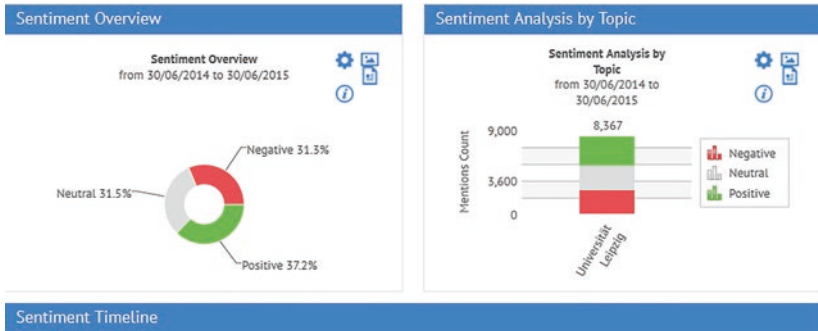 Sentiment Overview
Sentiment Overview
from 30/06/2014 to 30/06/2015
Negative 31.3%
Neutral 31.5%
Positive 37.2%
Sentiment Analysis by Topic
Sentiment Analysis by
Topic
from 30/06/2014 to
30/06/2015
8,367
9,000
3,600
0
Mentions Count
Universität
Leipzig
Negative
Neutral
Positive
Sentiment Timeline